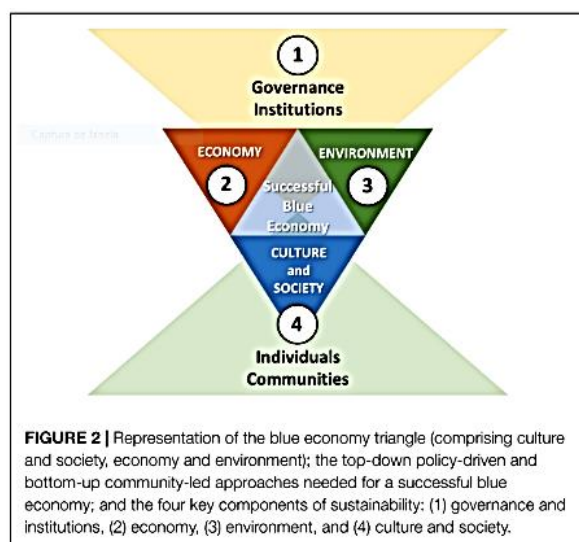 1
Governance
Institutions
ECONOMY
ENVIRONMENT
2
3
Successful
Blue
Economy
CULTURE
and
SOCIETY
4
Individuals
Communities
FIGURE 2 | Representation of the blue economy triangle (comprising culture
and society, economy and environment); the top-down policy-driven and
bottom-up community-led approaches needed for a successful blue
economy; and the four key components of sustainability: (1) governance and
institutions, (2) economy, (3) environment, and (4) culture and society.